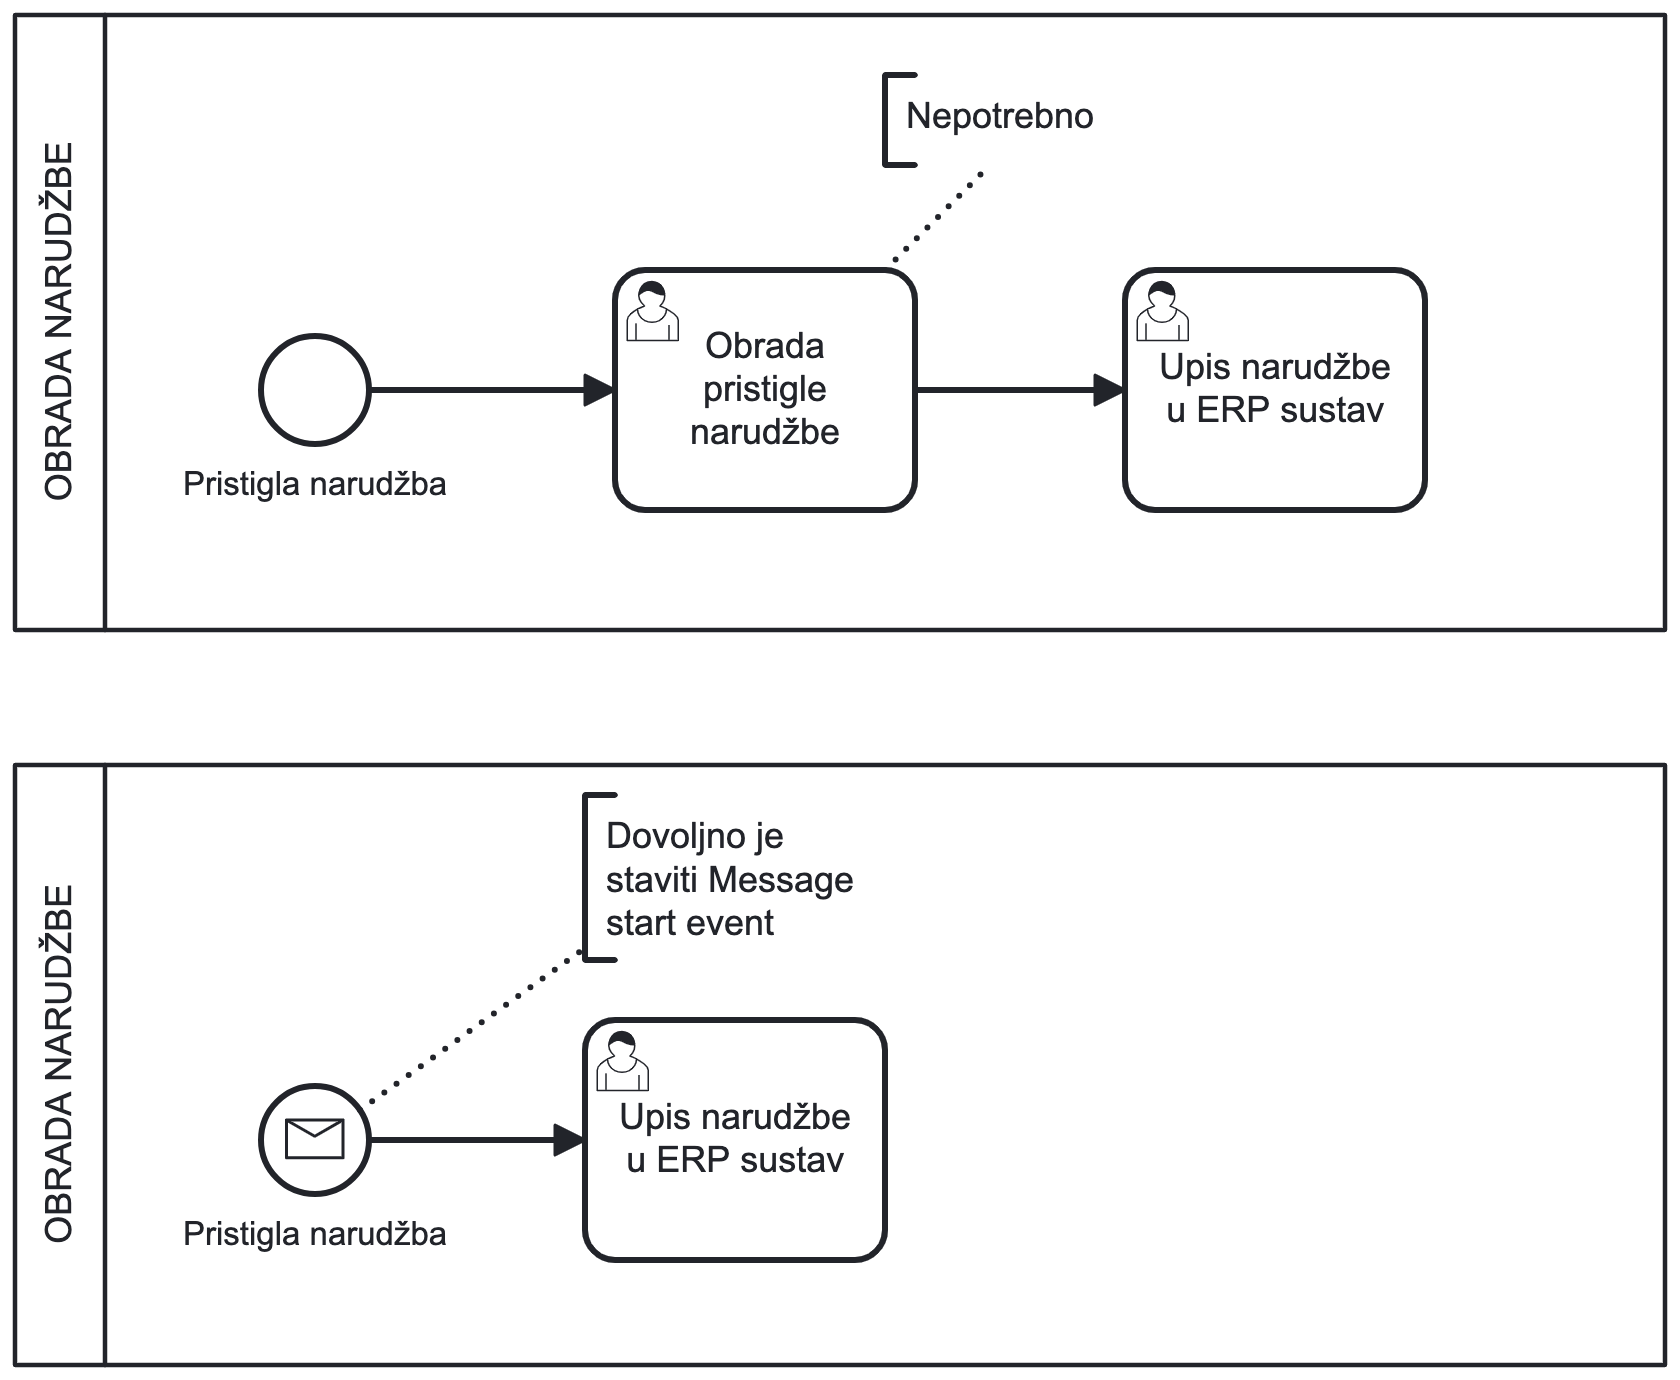 OBRADA NARUDŽBE
Nepotrebno
Obrada
pristigle
narudžbe
Upis narudžbe
u ERP sustav
Pristigla narudžba
OBRADA NARUDŽBE
Dovoljno je
staviti Message
start event
Upis narudžbe
u ERP sustav
Pristigla narudžba